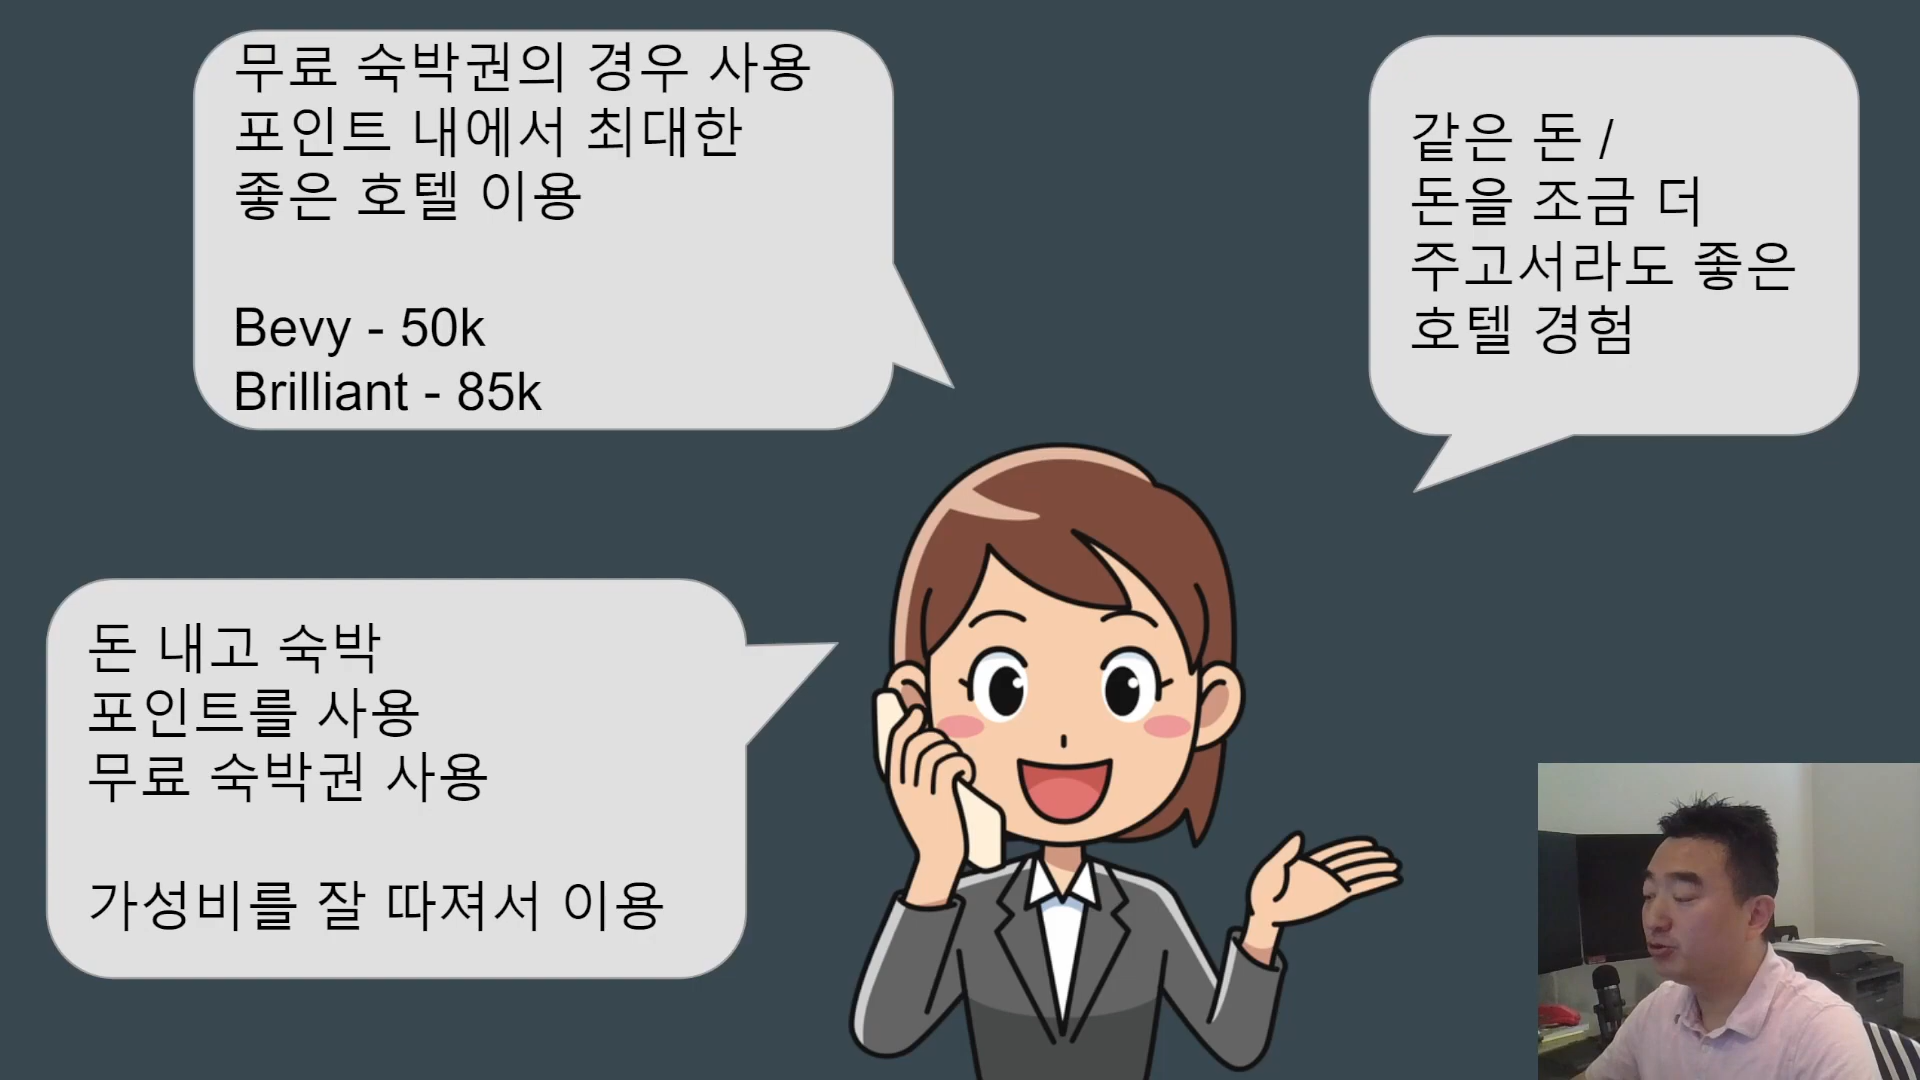 무료 숙박권의 경우 사용
포인트 내에서 최대한
좋은 호텔 이용
Bevy - 50k
Brilliant - 85k
같은 돈 /
돈을 조금 더
주고서라도 좋은
호텔 경험
돈 내고 숙박
포인트를 사용
무료 숙박권 사용
가성비를 잘 따져서 이용